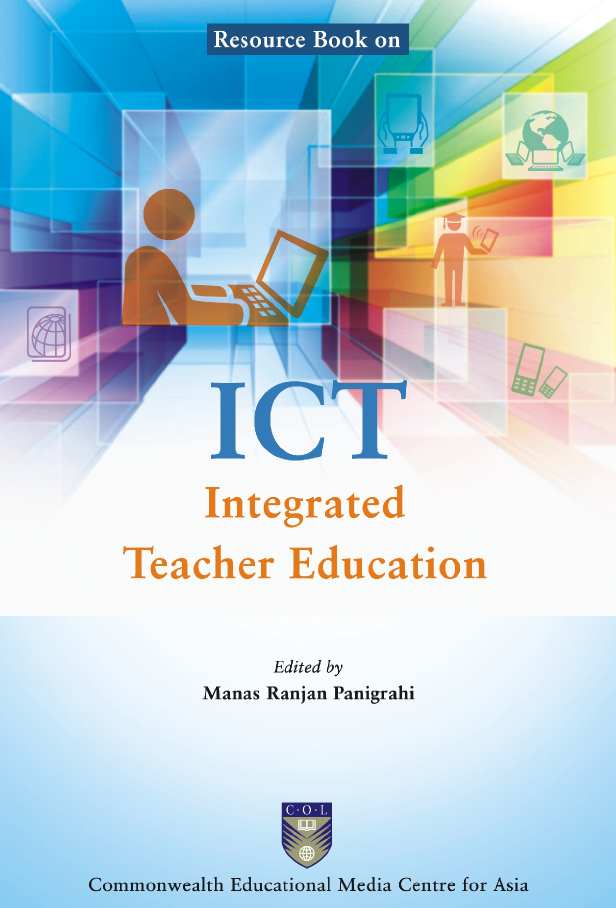 Resource Book on
ICT
Integrated
Teacher Education
Edited by
Manas Ranjan Panigrahi
C·O·L
Commonwealth Educational Media Centre for Asia